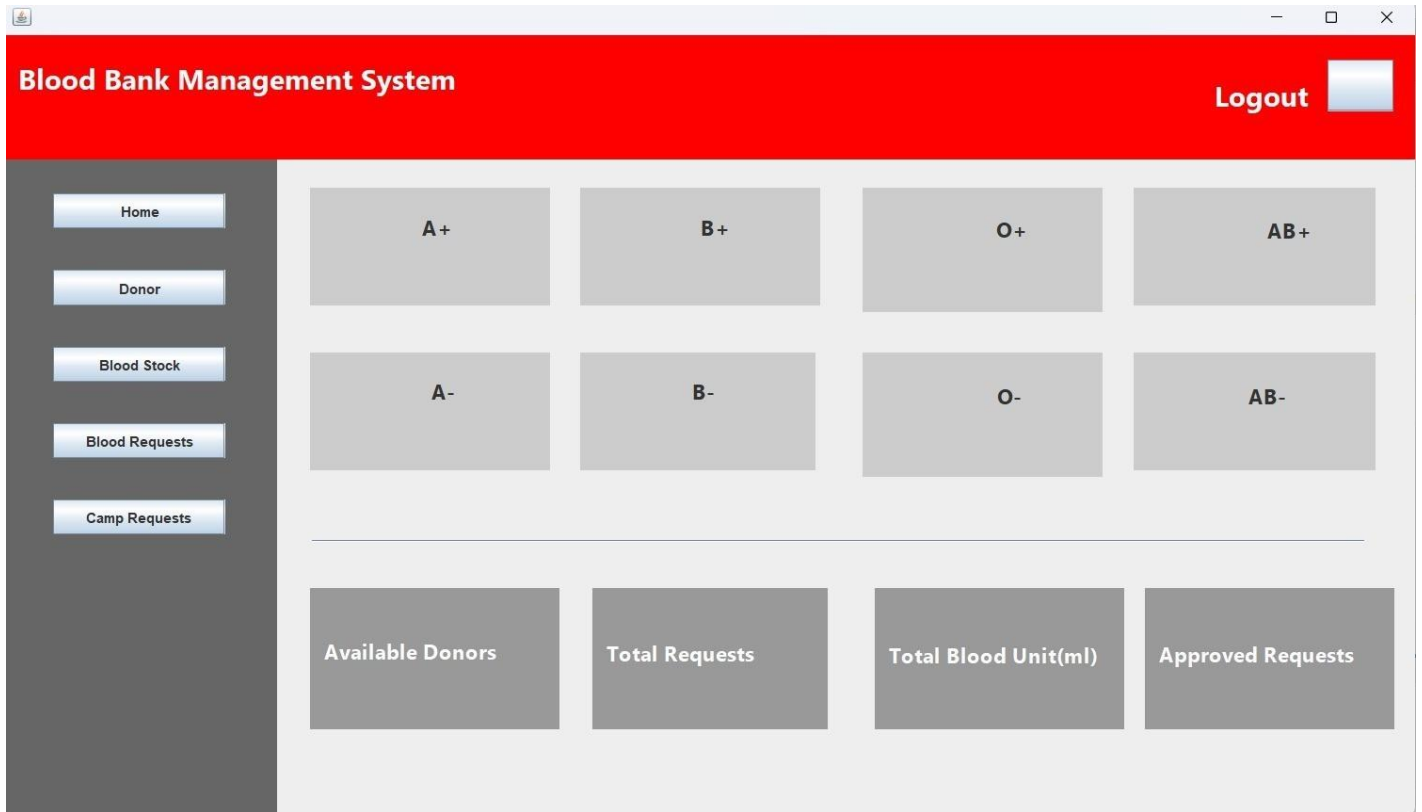 Blood Bank Management System
Logout
Home
Donor
Blood Stock
Blood Requests
Camp Requests
A+
B+
O+
AB+
A-
B-
O-
AB-
Available Donors
Total Requests
Total Blood Unit(ml)
Approved Requests